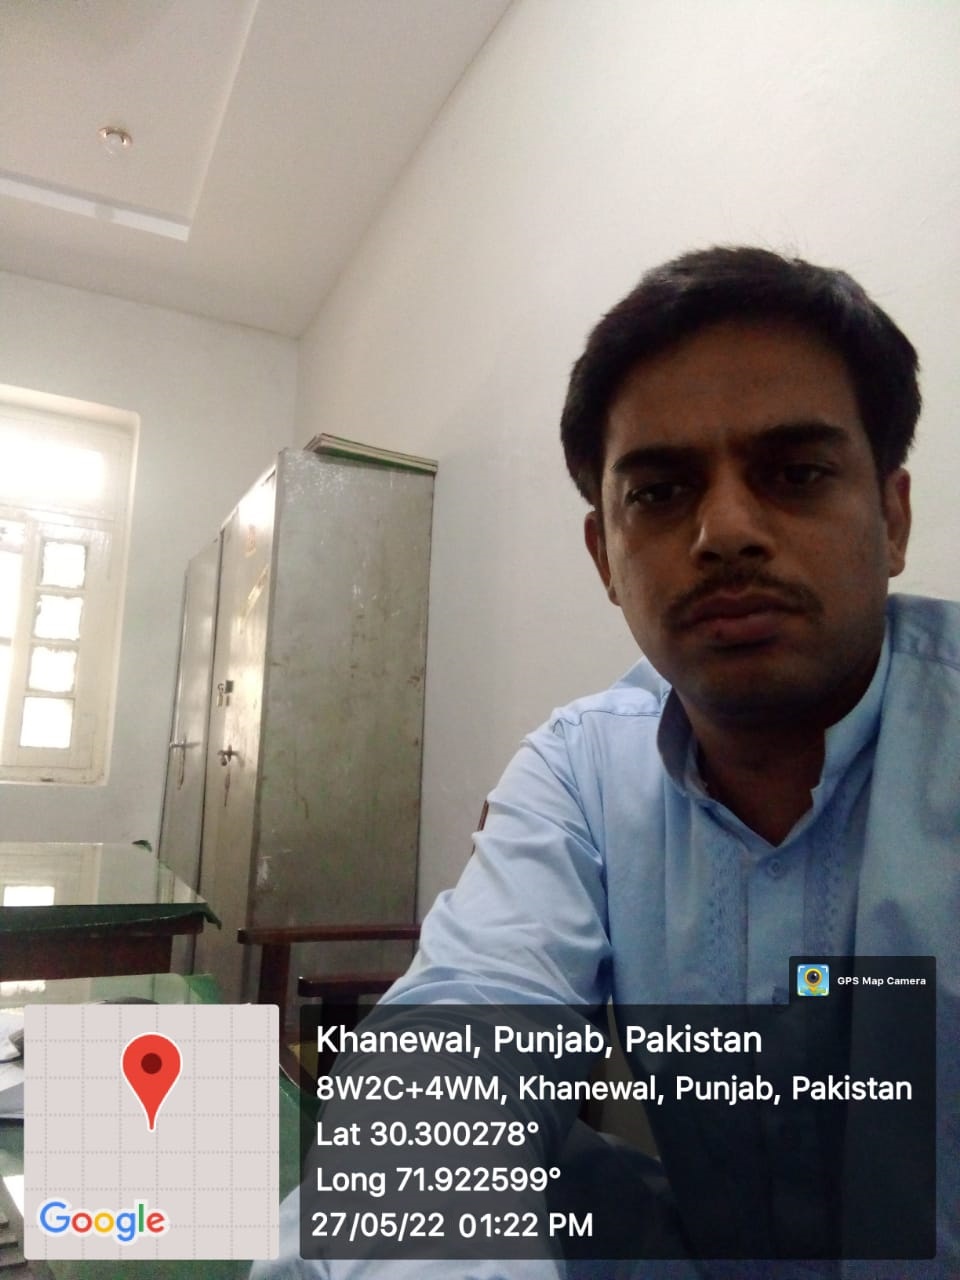 GPS Map Camera
Khanewal, Punjab, Pakistan
8W2C+4WM, Khanewal, Punjab, Pakistan
Lat 30.300278°
Long 71.922599°
27/05/22 01:22 PM
Google